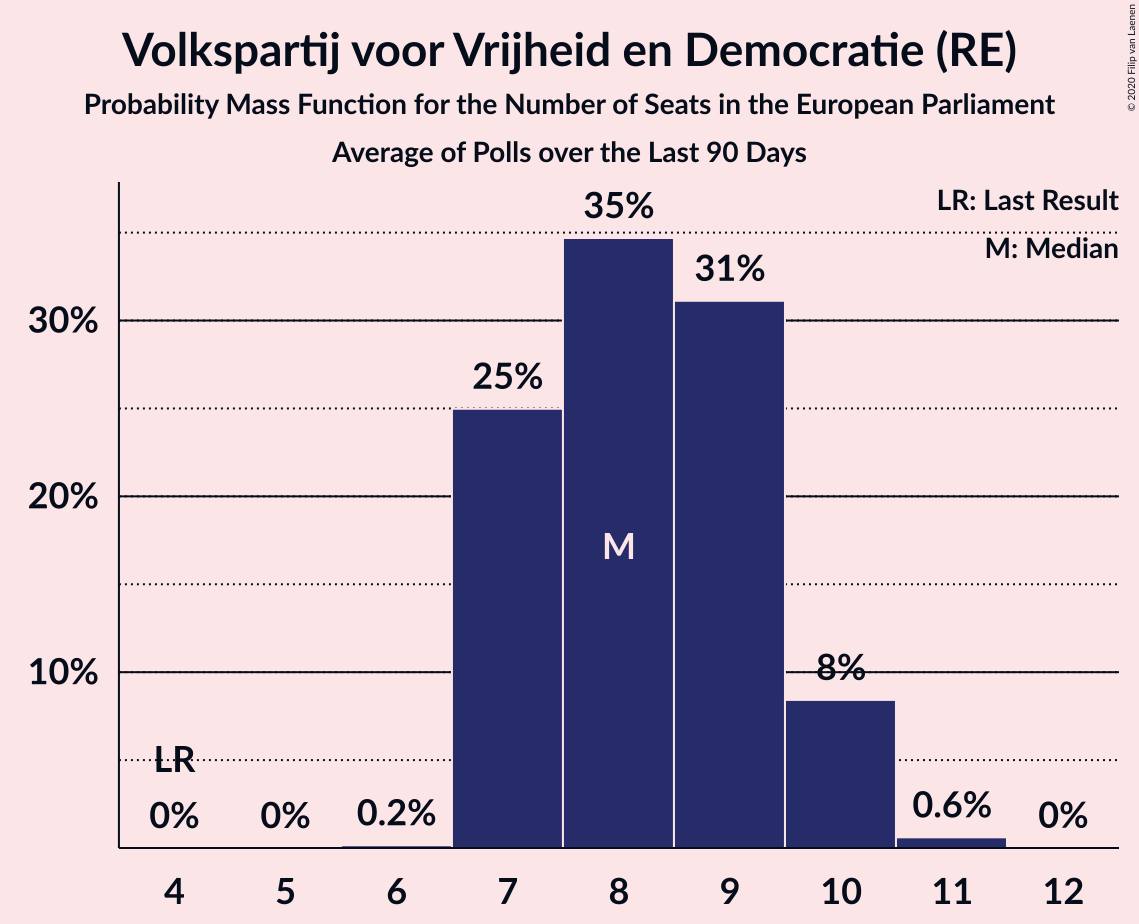 Volkspartij voor Vrijheid en Democratie (RE)
Probability Mass Function for the Number of Seats in the European Parliament
Average of Polls over the Last 90 Days
© 2020 Filip van Laenen
LR: Last Result
M: Median
35%
31%
30%
25%
20%
M
10%
8%
LR
0%
0%
0.2%
0.6%
0%
4 5 6 7 8 9 10 11 12